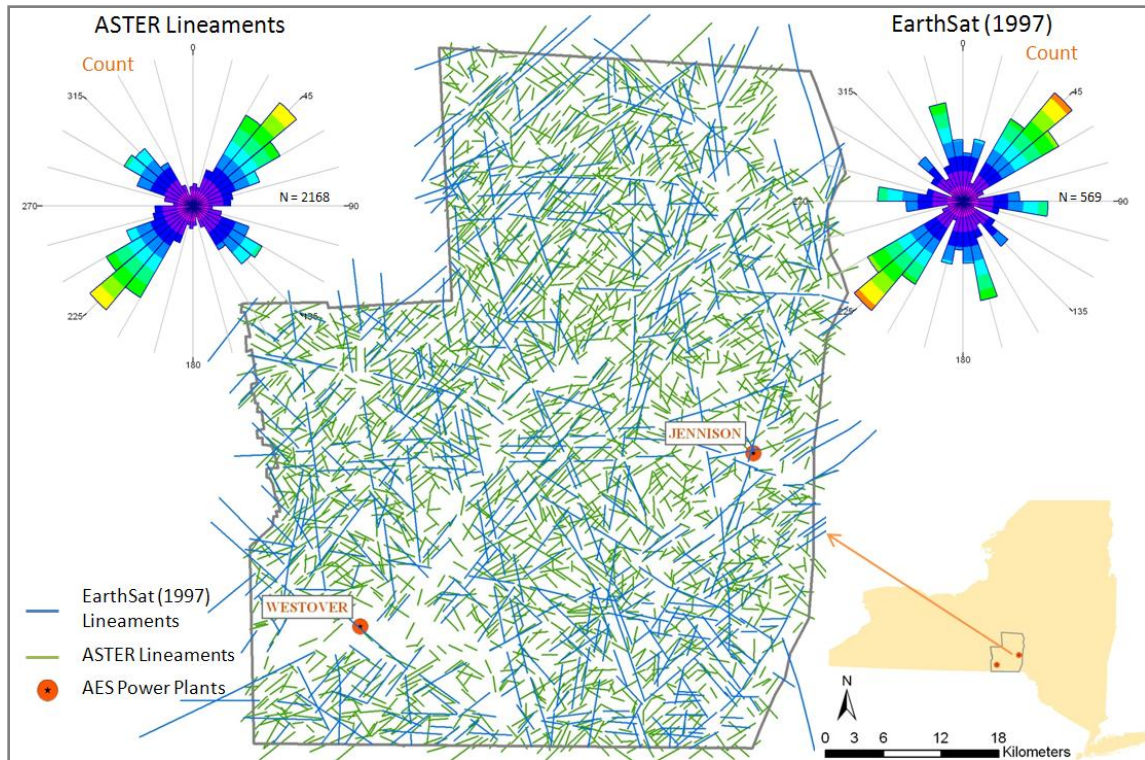 ASTER Lineaments
Count
0
45
90
135
180
225
270
315
N = 2168
EarthSat (1997)
Count
0
45
90
135
180
225
270
315
N = 569
JENNISON
WESTOVER
EarthSat (1997)
Lineaments
ASTER Lineaments
AES Power Plants
N
0 3 6 12 18
Kilometers